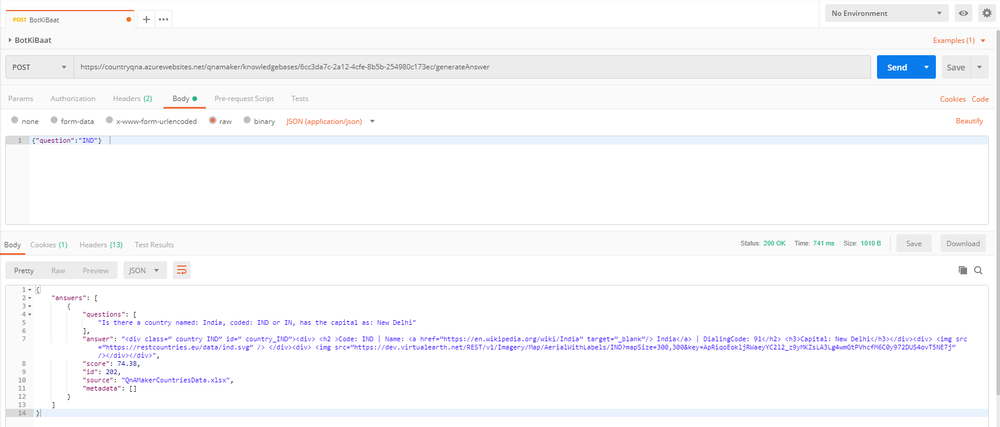 POST BotKiBaat
No Environment
BotKiBaat
Examples (1)
POST https://countryqna.azurewebsites.net/qnamaker/knowledgebases/6cc3da7c-2a12-4cfe-8b5b-254980c173ec/generateAnswer Send Save
Params Authorization Headers (2) Body Pre-request Script Tests Cookies Code
none form-data x-www-form-urlencoded raw binary JSON (application/json) Beautify
1 {"question":"IND"}
Body Cookies (1) Headers (13) Test Results Status: 200 OK Time: 741 ms Size: 1010 B Save Download
Pretty Raw Preview JSON
1 {
2 "answers": [
3 {
4 "questions": [
5 "Is there a country named: India, coded: IND or IN, has the capital as: New Delhi"
6 ],
7 "answer": "<div class=” country IND” id=” country_IND”><div> <h2 >Code: IND | Name: <a href=”https://en.wikipedia.org/wiki/India” target=”_blank”/> India</a> | DialingCode: 91</h2> <h3>Capital: New Delhi</h3></div><div> <img src
=”https://restcountries.eu/data/ind.svg” /> </div><div> <img src=”https://dev.virtualearth.net/REST/v1/Imagery/Map/AerialWithLabels/IND?mapSize=300,300&key=ApRiqoEokljRWaeyYC2l2_z9yMKZsLA3Lg4wmGtPVhcfM6C0y972DUS4ovT5NE7j”
/></div></div>",
8 "score": 74.38,
9 "id": 202,
10 "source": "QnAMakerCountriesData.xlsx",
11 "metadata": []
12 }
13 ]
14 }